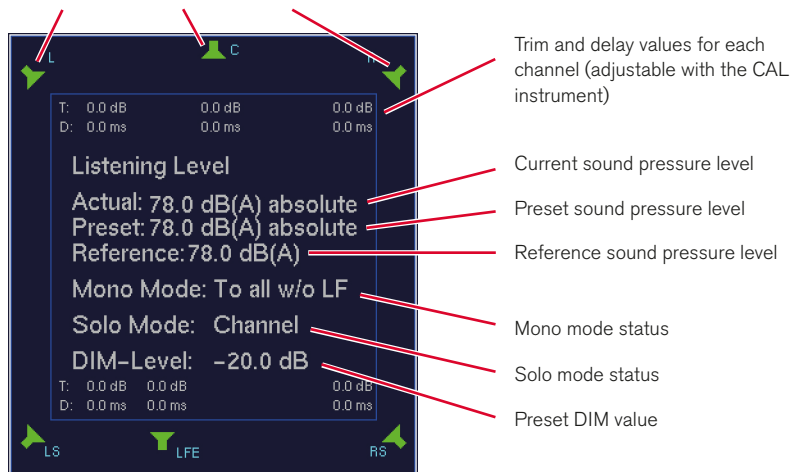 L
C
R
Trim and delay values for each
channel (adjustable with the CAL
instrument)
T: 0.0 dB 0.0 dB 0.0 dB
D: 0.0 ms 0.0 ms 0.0 ms
Listening Level
Current sound pressure level
Actual: 78.0 dB(A) absolute
Preset sound pressure level
Preset: 78.0 dB(A) absolute
Reference sound pressure level
Reference: 78.0 dB(A)
Mono Mode: To all w/o LF
Mono mode status
Solo Mode: Channel
Solo mode status
DIM-Level: -20.0 dB
Preset DIM value
T: 0.0 dB 0.0 dB 0.0 dB
D: 0.0 ms 0.0 ms 0.0 ms
LS
LFE
RS